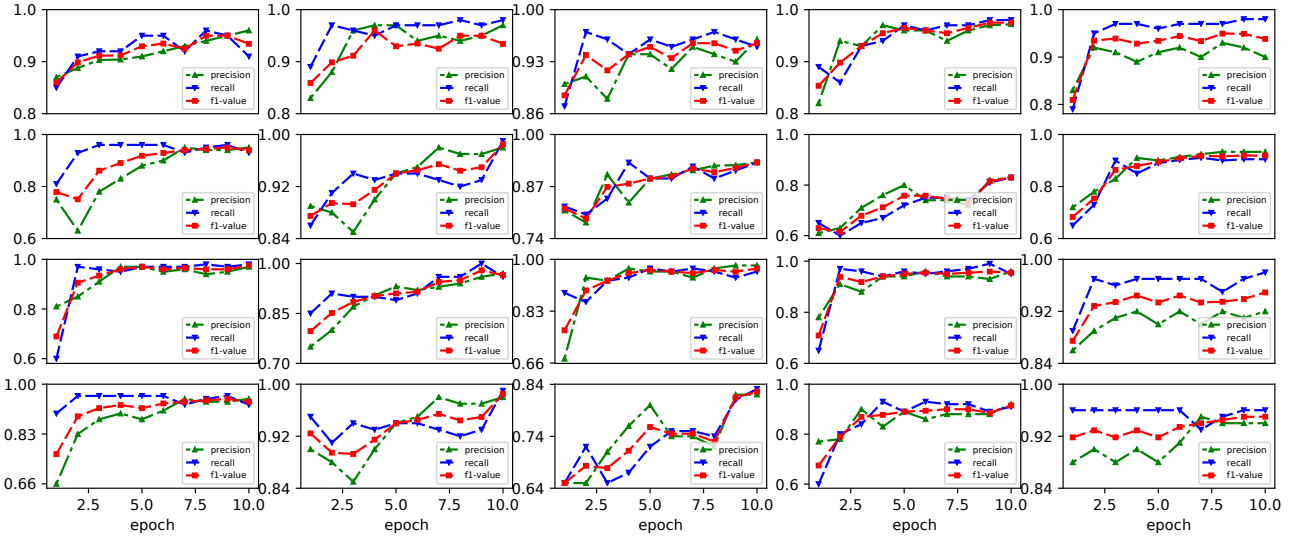 1.0
0.9
0.8
precision
recall
f1-value
1.0
0.9
0.8
precision
recall
f1-value
1.00
0.93
0.86
precision
recall
f1-value
1.0
0.9
0.8
precision
recall
f1-value
1.0
0.9
0.8
precision
recall
f1-value
1.0
0.8
0.6
precision
recall
f1-value
1.00
0.92
0.84
precision
recall
f1-value
1.00
0.87
0.74
precision
recall
f1-value
1.0
0.8
0.6
precision
recall
f1-value
1.0
0.8
0.6
precision
recall
f1-value
1.0
0.8
0.6
precision
recall
f1-value
1.00
0.85
0.70
precision
recall
f1-value
1.00
0.83
0.66
precision
recall
f1-value
1.0
0.8
0.6
precision
recall
f1-value
1.00
0.92
0.84
precision
recall
f1-value
1.00
0.83
0.66
precision
recall
f1-value
2.5 5.0 7.5 10.0
epoch
1.00
0.92
0.84
precision
recall
f1-value
2.5 5.0 7.5 10.0
epoch
0.84
0.74
0.64
precision
recall
f1-value
2.5 5.0 7.5 10.0
epoch
1.0
0.8
0.6
precision
recall
f1-value
2.5 5.0 7.5 10.0
epoch
1.00
0.92
0.84
precision
recall
f1-value
2.5 5.0 7.5 10.0
epoch